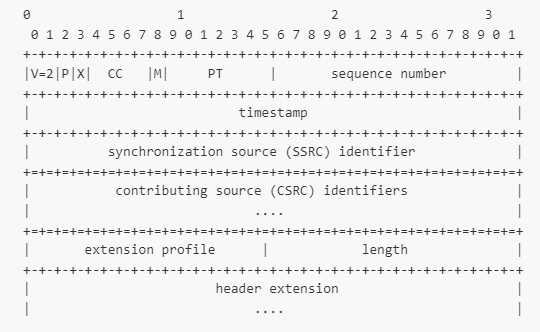 0                   1                   2                   3
 0 1 2 3 4 5 6 7 8 9 0 1 2 3 4 5 6 7 8 9 0 1 2 3 4 5 6 7 8 9 0 1
+-+-+-+-+-+-+-+-+-+-+-+-+-+-+-+-+-+-+-+-+-+-+-+-+-+-+-+-+-+-+-+-+
|V=2|P|X|  CC   |M|     PT      |       sequence number         |
+-+-+-+-+-+-+-+-+-+-+-+-+-+-+-+-+-+-+-+-+-+-+-+-+-+-+-+-+-+-+-+-+
|                           timestamp                           |
+-+-+-+-+-+-+-+-+-+-+-+-+-+-+-+-+-+-+-+-+-+-+-+-+-+-+-+-+-+-+-+-+
|          synchronization source (SSRC) identifier             |
+=+=+=+=+=+=+=+=+=+=+=+=+=+=+=+=+=+=+=+=+=+=+=+=+=+=+=+=+=+=+=+=+
|           contributing source (CSRC) identifiers              |
|                             ....                              |
+=+=+=+=+=+=+=+=+=+=+=+=+=+=+=+=+=+=+=+=+=+=+=+=+=+=+=+=+=+=+=+=+
|       extension profile       |            length             |
+-+-+-+-+-+-+-+-+-+-+-+-+-+-+-+-+-+-+-+-+-+-+-+-+-+-+-+-+-+-+-+-+
|                        header extension                       |
|                             ....                              |